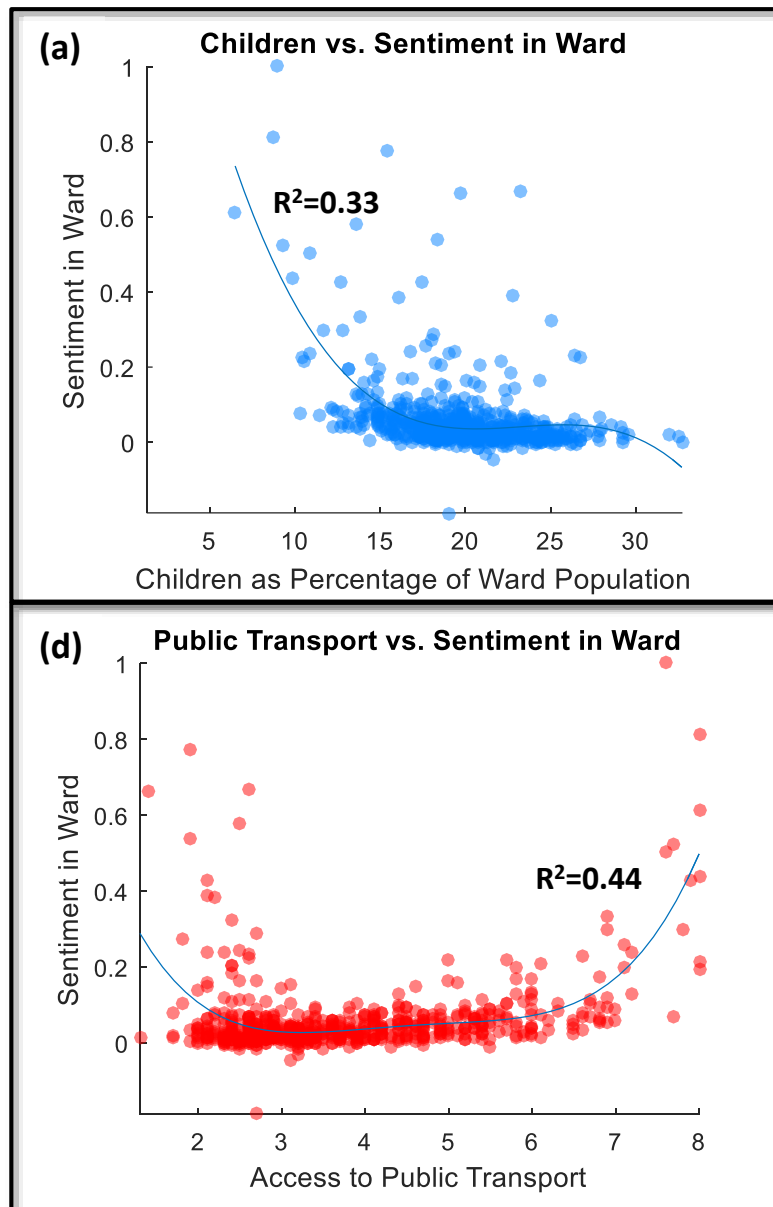 (a)
Children vs. Sentiment in Ward
1
0.8
0.6
0.4
0.2
0
Sentiment in Ward
R²=0.33
5 10 15 20 25 30
Children as Percentage of Ward Population
(d)
Public Transport vs. Sentiment in Ward
1
0.8
0.6
0.4
0.2
0
Sentiment in Ward
R²=0.44
2 3 4 5 6 7 8
Access to Public Transport